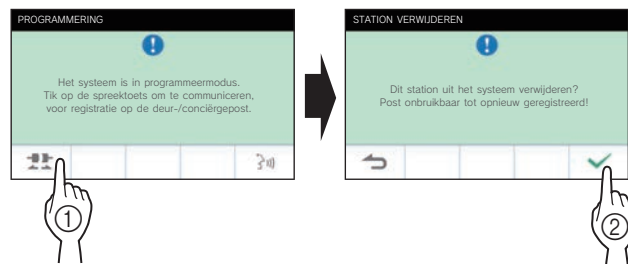 PROGRAMMERING
Het systeem is in programmeermodus.
Tik op de spreektoets om te communiceren,
voor registratie op de deur-/conciërgepost.
1
STATION VERWIJDEREN
Dit station uit het systeem verwijderen?
Post onbruikbaar tot opnieuw geregistreerd!
2